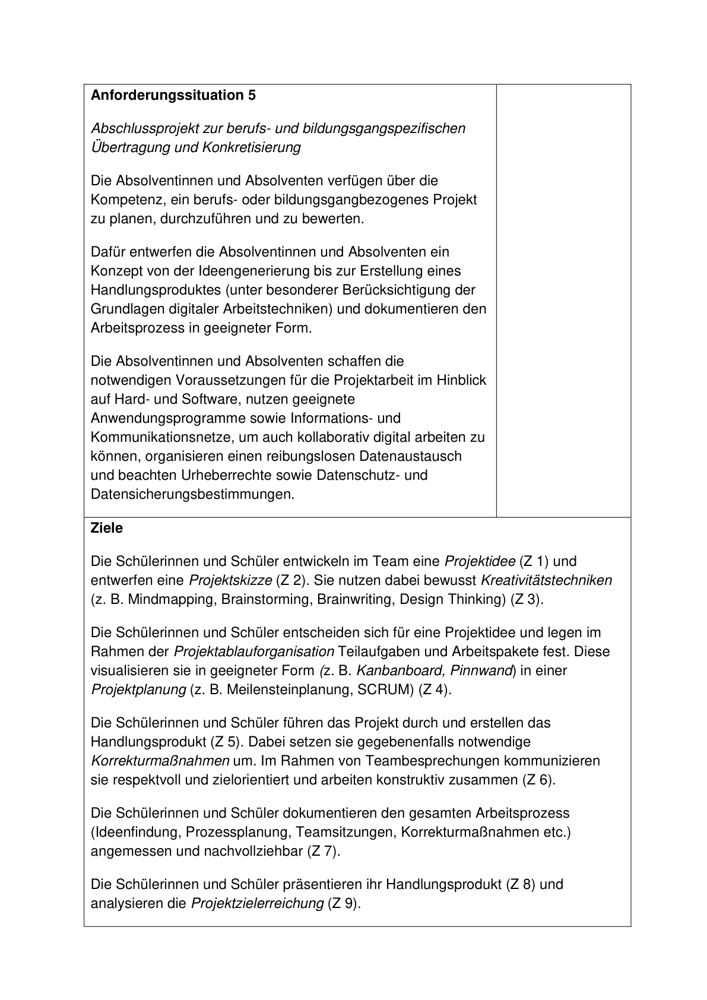 Anforderungssituation 5
Abschlussprojekt zur berufs- und bildungsgangspezifischen
Übertragung und Konkretisierung
Die Absolventinnen und Absolventen verfügen über die
Kompetenz, ein berufs- oder bildungsgangbezogenes Projekt
zu planen, durchzuführen und zu bewerten.
Dafür entwerfen die Absolventinnen und Absolventen ein
Konzept von der Ideengenerierung bis zur Erstellung eines
Handlungsproduktes (unter besonderer Berücksichtigung der
Grundlagen digitaler Arbeitstechniken) und dokumentieren den
Arbeitsprozess in geeigneter Form.
Die Absolventinnen und Absolventen schaffen die
notwendigen Voraussetzungen für die Projektarbeit im Hinblick
auf Hard- und Software, nutzen geeignete
Anwendungsprogramme sowie Informations- und
Kommunikationsnetze, um auch kollaborativ digital arbeiten zu
können, organisieren einen reibungslosen Datenaustausch
und beachten Urheberrechte sowie Datenschutz- und
Datensicherungsbestimmungen.
Ziele
Die Schülerinnen und Schüler entwickeln im Team eine Projektidee (Z 1) und
entwerfen eine Projektskizze (Z 2). Sie nutzen dabei bewusst Kreativitätstechniken
(z. B. Mindmapping, Brainstorming, Brainwriting, Design Thinking) (Z 3).
Die Schülerinnen und Schüler entscheiden sich für eine Projektidee und legen im
Rahmen der Projektablauforganisation Teilaufgaben und Arbeitspakete fest. Diese
visualisieren sie in geeigneter Form (z. B. Kanbanboard, Pinnwand) in einer
Projektplanung (z. B. Meilensteinplanung, SCRUM) (Z 4).
Die Schülerinnen und Schüler führen das Projekt durch und erstellen das
Handlungsprodukt (Z 5). Dabei setzen sie gegebenenfalls notwendige
Korrekturmaßnahmen um. Im Rahmen von Teambesprechungen kommunizieren
sie respektvoll und zielorientiert und arbeiten konstruktiv zusammen (Z 6).
Die Schülerinnen und Schüler dokumentieren den gesamten Arbeitsprozess
(Ideenfindung, Prozessplanung, Teamsitzungen, Korrekturmaßnahmen etc.)
angemessen und nachvollziehbar (Z 7).
Die Schülerinnen und Schüler präsentieren ihr Handlungsprodukt (Z 8) und
analysieren die Projektzielerreichung (Z 9).